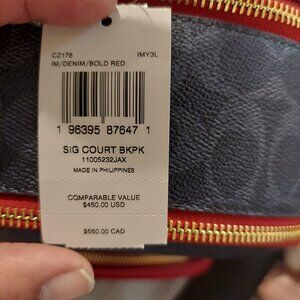 CZ176 IMY3L
IM/DENIM/BOLD RED
1 96395 87647 1
SIG COURT BKPK
11005232JAX
MADE IN PHILIPPINES
COMPARABLE VALUE
$450.00 USD
$550.00 CAD